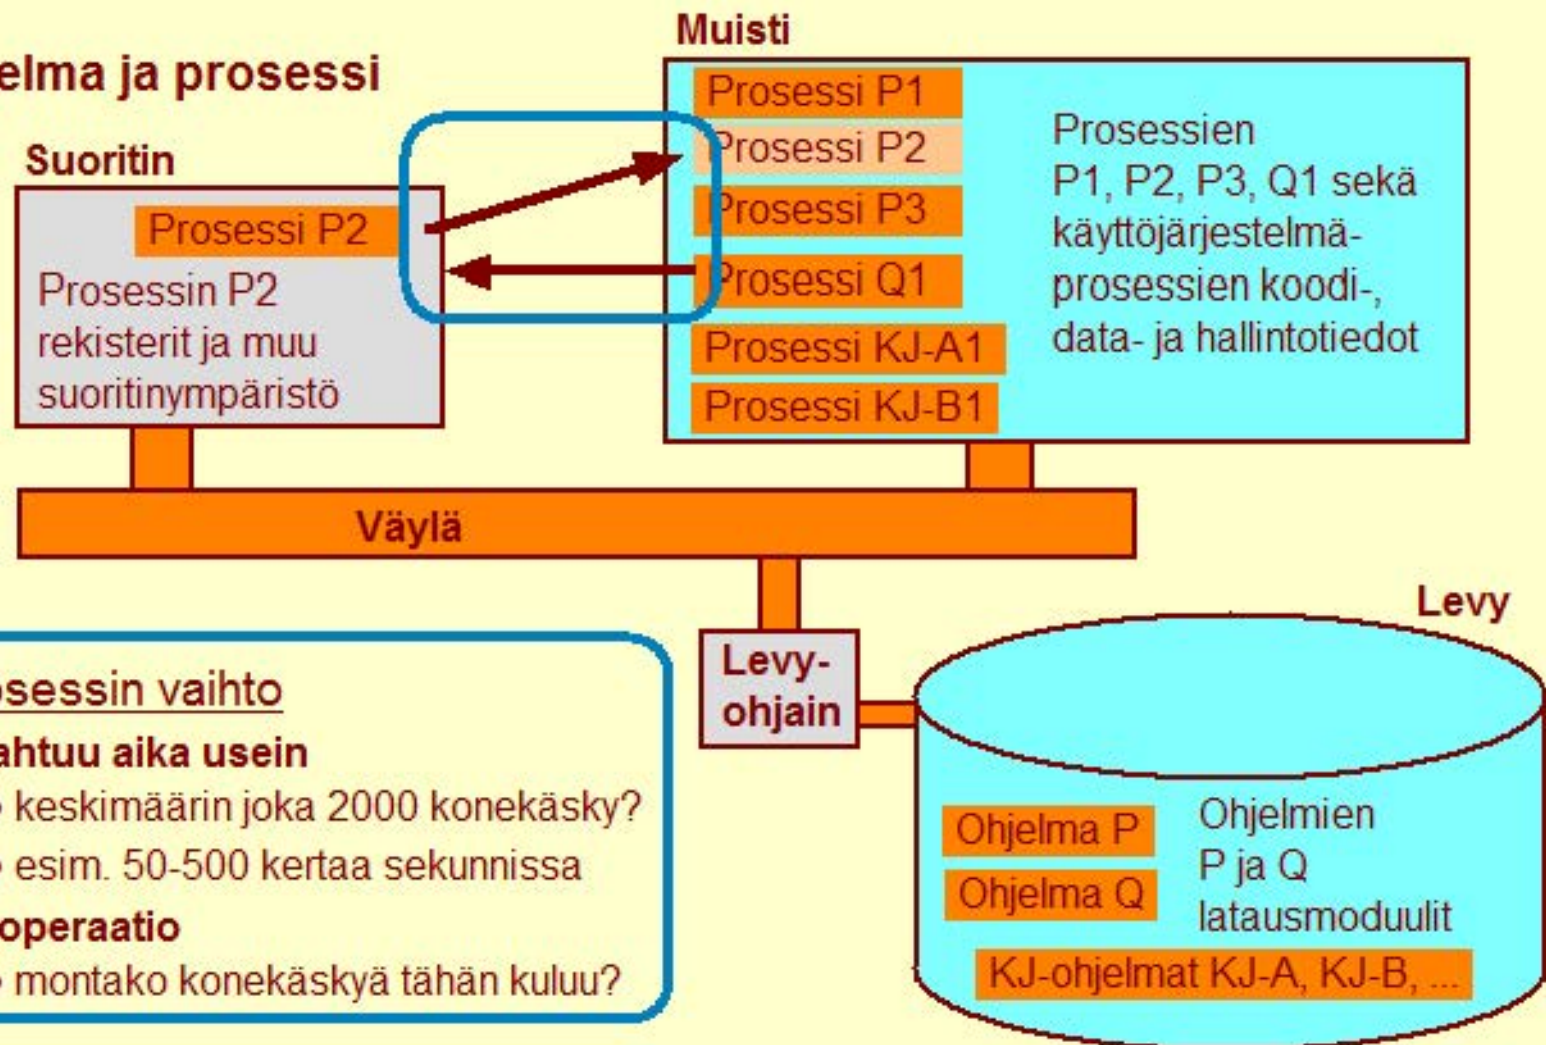 elma ja prosessi
Suoritin
Prosessi P2
Prosessin P2
rekisterit ja muu
suoritinympäristö
Muisti
Prosessi P1
Prosessi P2
Prosessi P3
Prosessi Q1
Prosessi KJ-A1
Prosessi KJ-B1
Prosessien
P1, P2, P3, Q1 sekä
käyttöjärjestelmä-
prosessien koodi-,
data- ja hallintotiedot
Väylä
osessin vaihto
ahtuu aika usein
• keskimäärin joka 2000 konekäsky?
• esim. 50-500 kertaa sekunnissa
operaatio
• montako konekäskyä tähän kuluu?
Levy-
ohjain
Levy
Ohjelma P
Ohjelma Q
Ohjelmien
P ja Q
latausmoduulit
KJ-ohjelmat KJ-A, KJ-B, ...